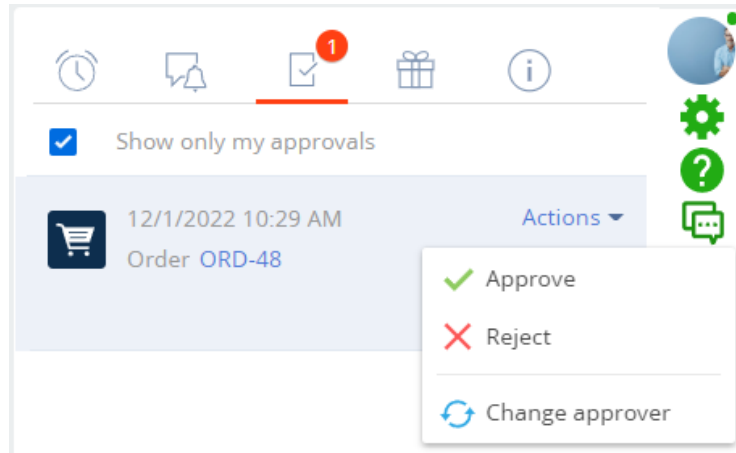 1
Show only my approvals
12/1/2022 10:29 AM
Actions
Order ORD-48
Approve
Reject
Change approver